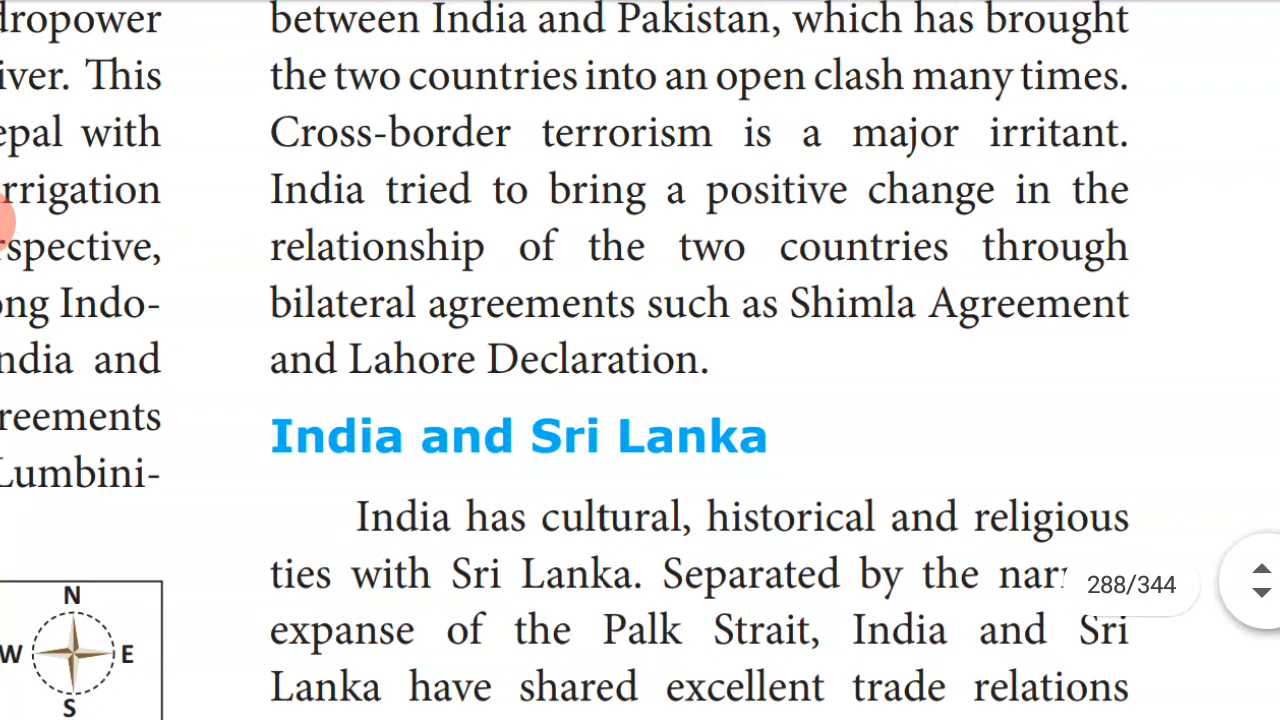 dropower
iver. This
epal with
rrigation
rspective,
ong Indo-
ndia and
reements
Lumbini-
N
W E
S
between India and Pakistan, which has brought
the two countries into an open clash many times.
Cross-border terrorism is a major irritant.
India tried to bring a positive change in the
relationship of the two countries through
bilateral agreements such as Shimla Agreement
and Lahore Declaration.
India and Sri Lanka
India has cultural, historical and religious
ties with Sri Lanka. Separated by the nar
expanse of the Palk Strait, India and Sri
Lanka have shared excellent trade relations
288/344